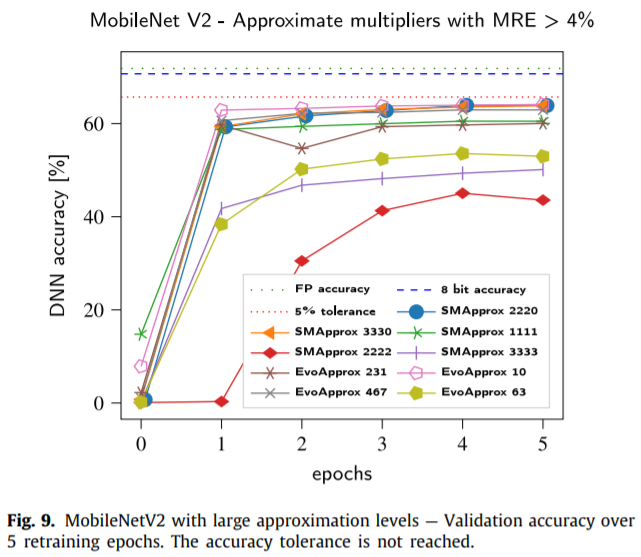 MobileNet V2 - Approximate multipliers with MRE > 4%
DNN accuracy [%]
60
40
20
0
FP accuracy
8 bit accuracy
5% tolerance
SMApprox 2220
SMApprox 3330
SMApprox 1111
SMApprox 2222
SMApprox 3333
EvoApprox 231
EvoApprox 10
EvoApprox 467
EvoApprox 63
0 1 2 3 4 5
epochs
Fig. 9. MobileNetV2 with large approximation levels — Validation accuracy over
5 retraining epochs. The accuracy tolerance is not reached.